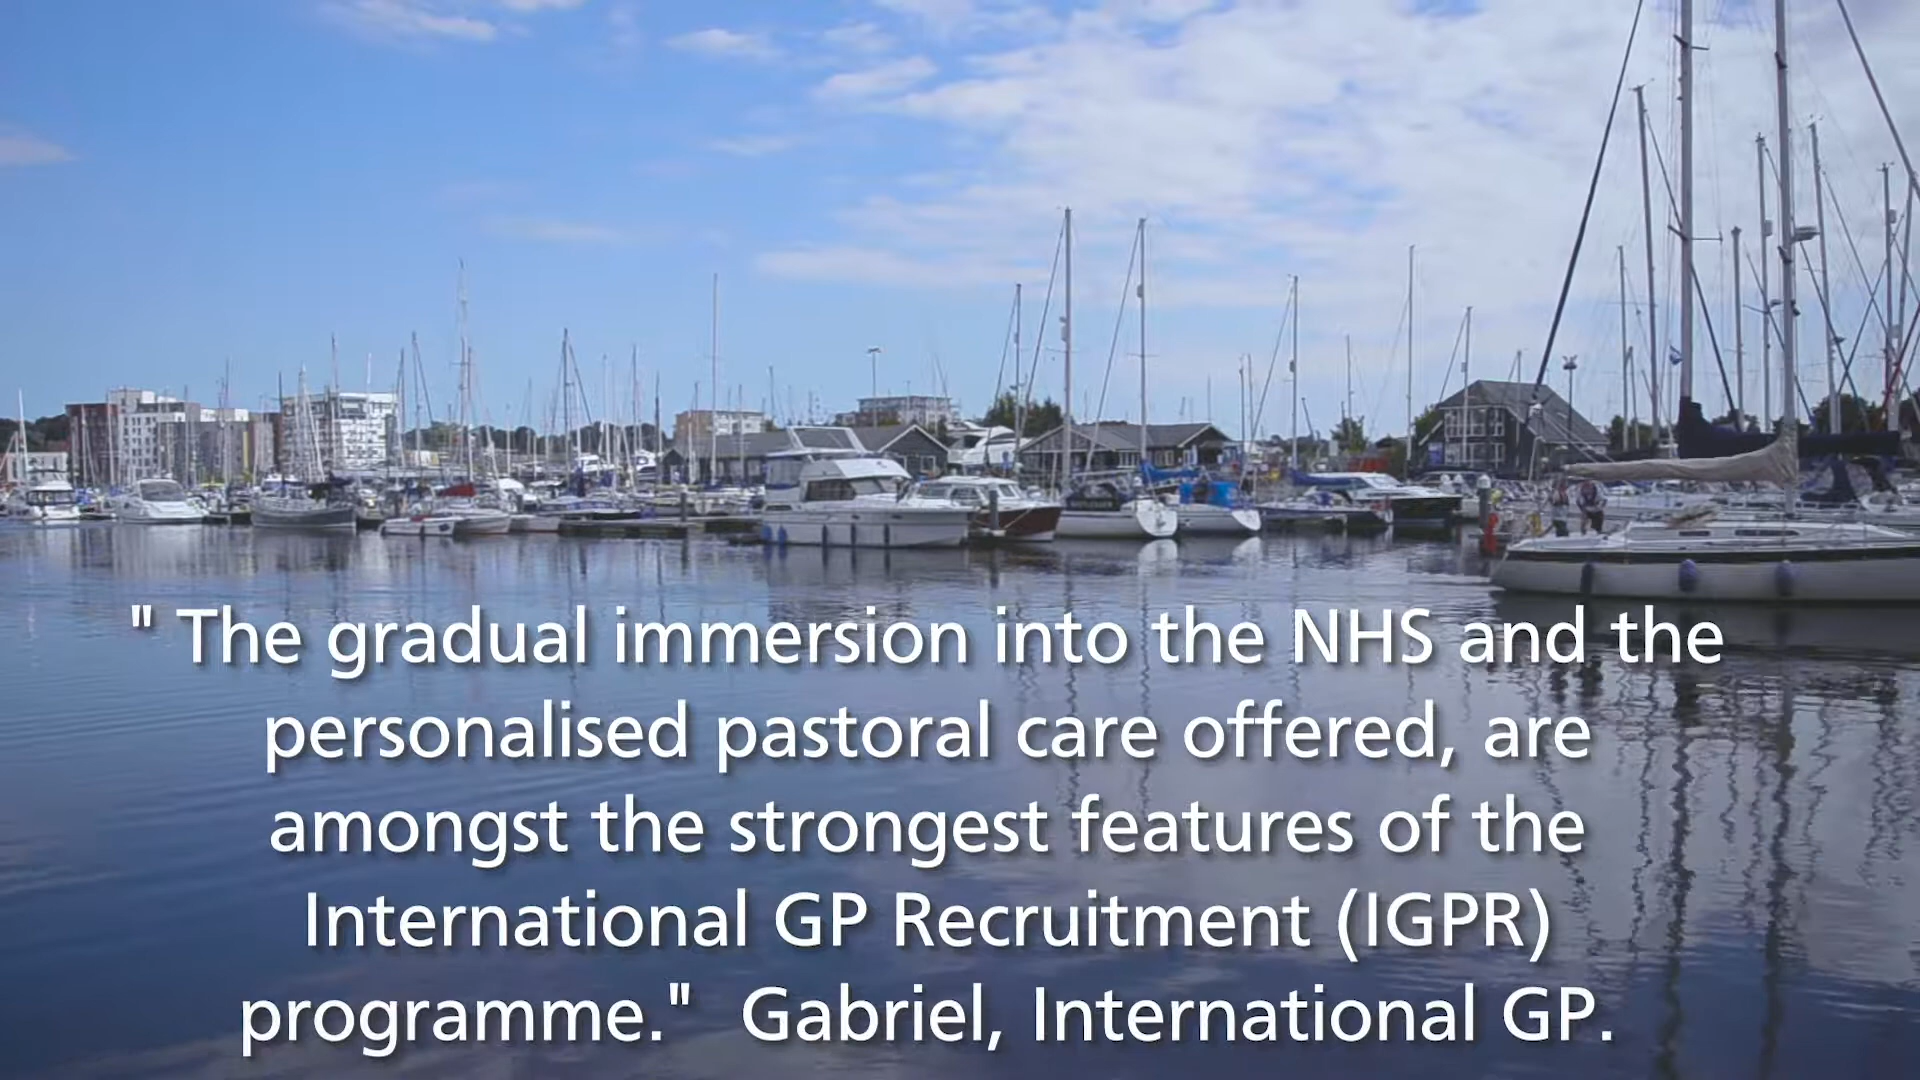 " The gradual immersion into the NHS and the
personalised pastoral care offered, are
amongst the strongest features of the
International GP Recruitment (IGPR)
programme."  Gabriel, International GP.